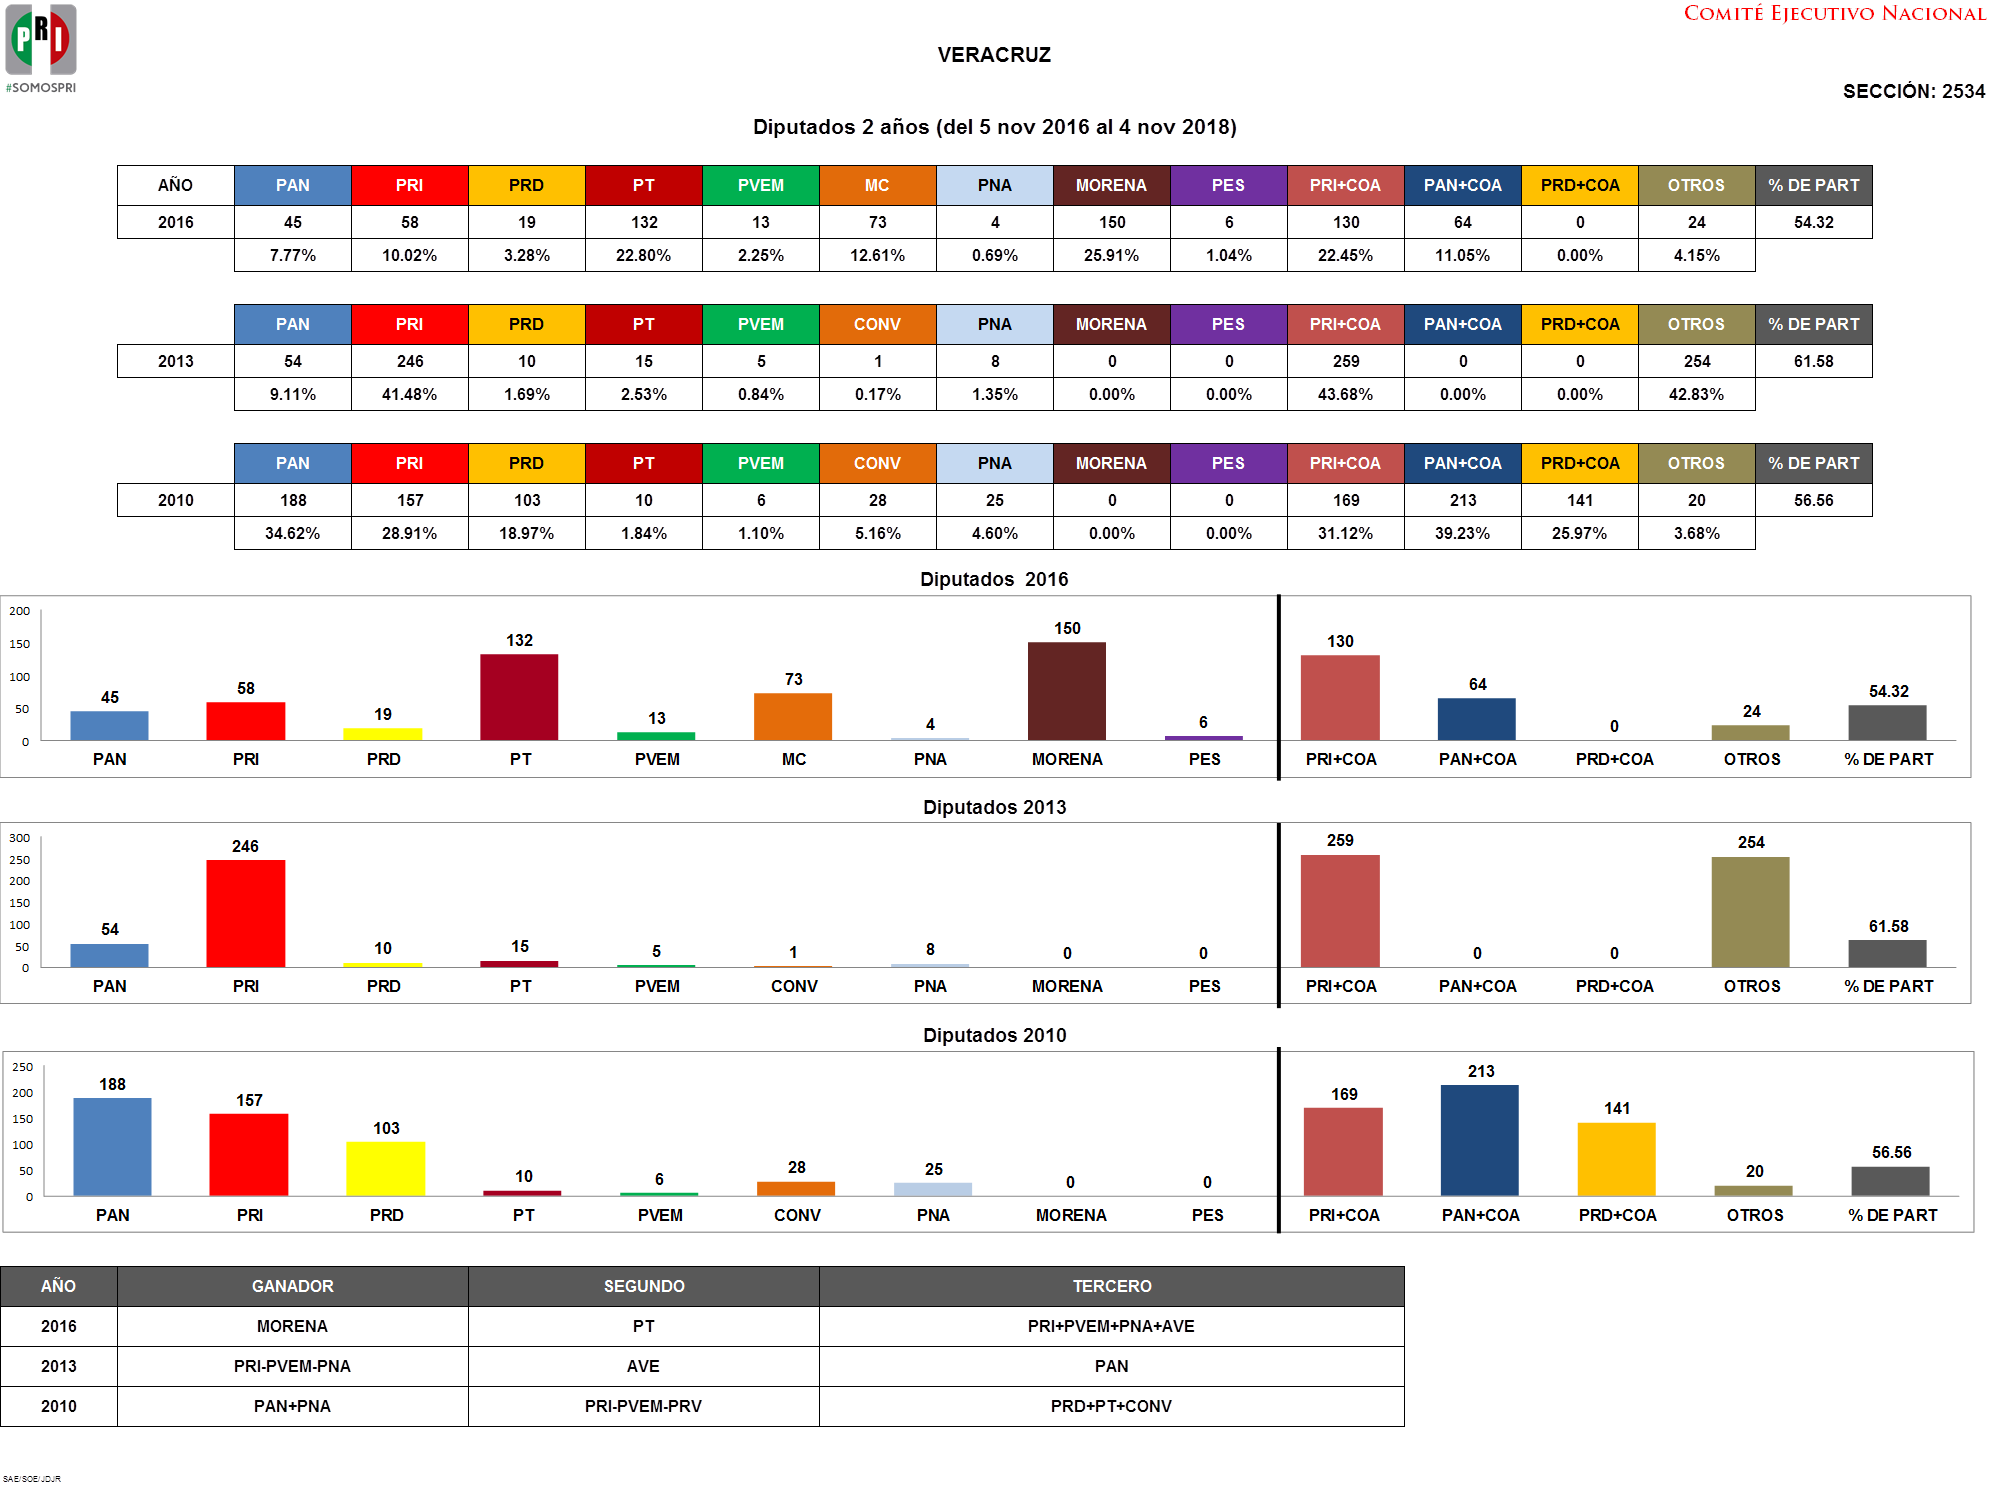 PRI
#SOMOSPRI
COMITÉ EJECUTIVO NACIONAL
VERACRUZ
SECCIÓN: 2534
Diputados 2 años (del 5 nov 2016 al 4 nov 2018)
AÑO PAN PRI PRD PT PVEM MC PNA MORENA PES PRI+COA PAN+COA PRD+COA OTROS % DE PART
2016 45 58 19 132 13 73 4 150 6 130 64 0 24 54.32
7.77% 10.02% 3.28% 22.80% 2.25% 12.61% 0.69% 25.91% 1.04% 22.45% 11.05% 0.00% 4.15%
PAN PRI PRD PT PVEM CONV PNA MORENA PES PRI+COA PAN+COA PRD+COA OTROS % DE PART
2013 54 246 10 15 5 1 8 0 0 259 0 0 254 61.58
9.11% 41.48% 1.69% 2.53% 0.84% 0.17% 1.35% 0.00% 0.00% 43.68% 0.00% 0.00% 42.83%
PAN PRI PRD PT PVEM CONV PNA MORENA PES PRI+COA PAN+COA PRD+COA OTROS % DE PART
2010 188 157 103 10 6 28 25 0 0 169 213 141 20 56.56
34.62% 28.91% 18.97% 1.84% 1.10% 5.16% 4.60% 0.00% 0.00% 31.12% 39.23% 25.97% 3.68%
Diputados 2016
200
150
100
50
0
45 58 19 132 13 73 4 150 6 130 64 0 24 54.32
PAN PRI PRD PT PVEM MC PNA MORENA PES PRI+COA PAN+COA PRD+COA OTROS % DE PART
Diputados 2013
300
250
200
150
100
50
0
54 246 10 15 5 1 8 0 0 259 0 0 254 61.58
PAN PRI PRD PT PVEM CONV PNA MORENA PES PRI+COA PAN+COA PRD+COA OTROS % DE PART
Diputados 2010
250
200
150
100
50
0
188 157 103 10 6 28 25 0 0 169 213 141 20 56.56
PAN PRI PRD PT PVEM CONV PNA MORENA PES PRI+COA PAN+COA PRD+COA OTROS % DE PART
AÑO GANADOR SEGUNDO TERCERO
2016 MORENA PT PRI+PVEM+PNA+AVE
2013 PRI-PVEM-PNA AVE PAN
2010 PAN+PNA PRI-PVEM-PRV PRD+PT+CONV
SAE/SOE/JDJR